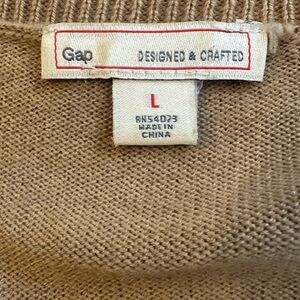 Gap DESIGNED & CRAFTED
L
RN54023
MADE IN
CHINA